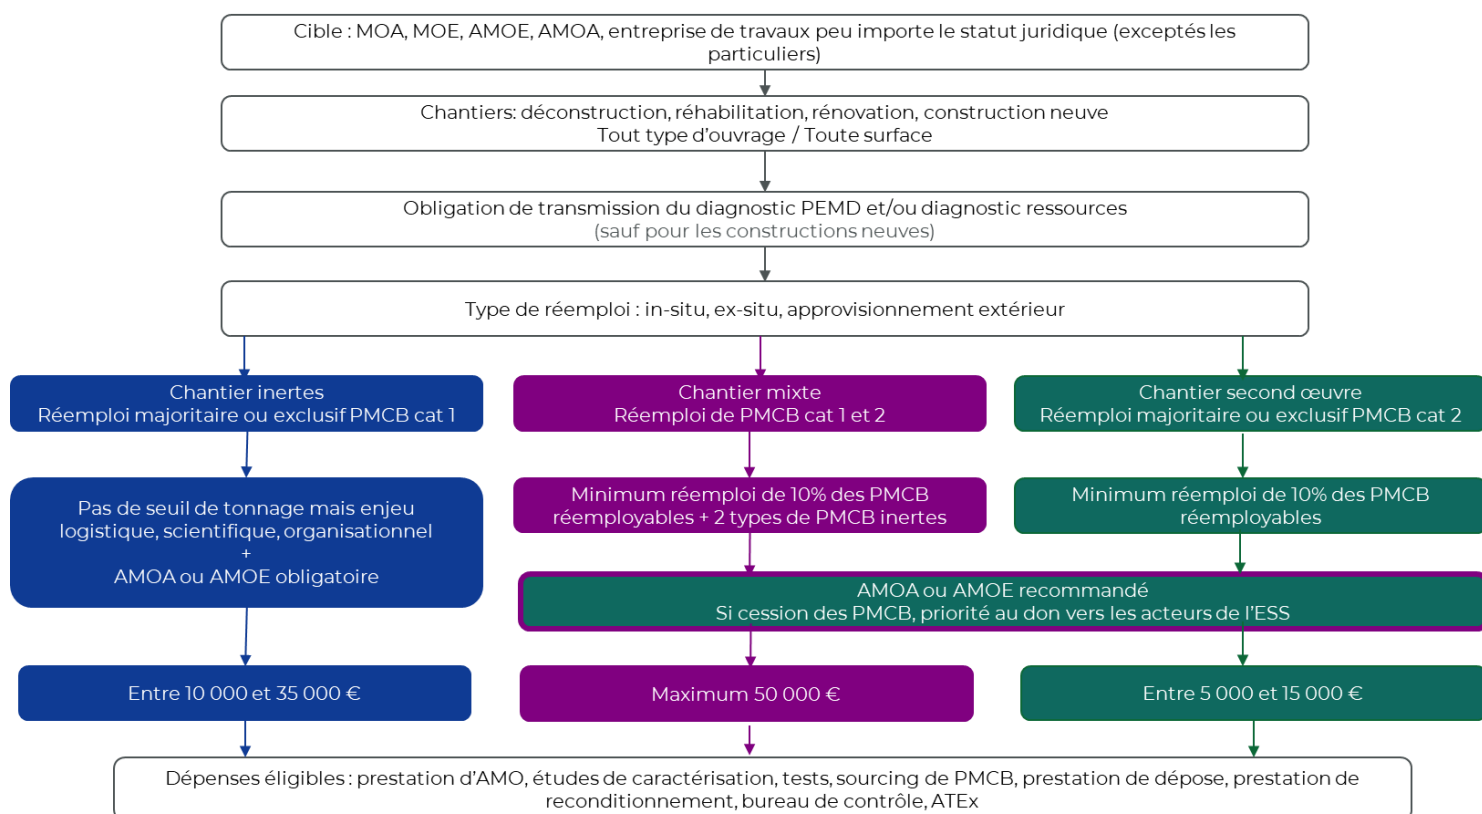 Cible : MOA, MOE, AMOE, AMOA, entreprise de travaux peu importe le statut juridique (exceptés les
particuliers)
Chantiers: déconstruction, réhabilitation, rénovation, construction neuve
Tout type d'ouvrage / Toute surface
Obligation de transmission du diagnostic PEMD et/ou diagnostic ressources
(sauf pour les constructions neuves)
Type de réemploi : in-situ, ex-situ, approvisionnement extérieur
Chantier inertes
Réemploi majoritaire ou exclusif PMCB cat 1
Chantier mixte
Réemploi de PMCB cat 1 et 2
Chantier second œuvre
Réemploi majoritaire ou exclusif PMCB cat 2
Pas de seuil de tonnage mais enjeu
logistique, scientifique, organisationnel
+
AMOA ou AMOE obligatoire
Minimum réemploi de 10% des PMCB
réemployables + 2 types de PMCB inertes
Minimum réemploi de 10% des PMCB
réemployables
AMOA ou AMOE recommandé
Si cession des PMCB, priorité au don vers les acteurs de l'ESS
Entre 10 000 et 35 000 €
Maximum 50 000 €
Entre 5 000 et 15 000 €
Dépenses éligibles : prestation d'AMO, études de caractérisation, tests, sourcing de PMCB, prestation de dépose, prestation de
reconditionnement, bureau de contrôle, ATEx